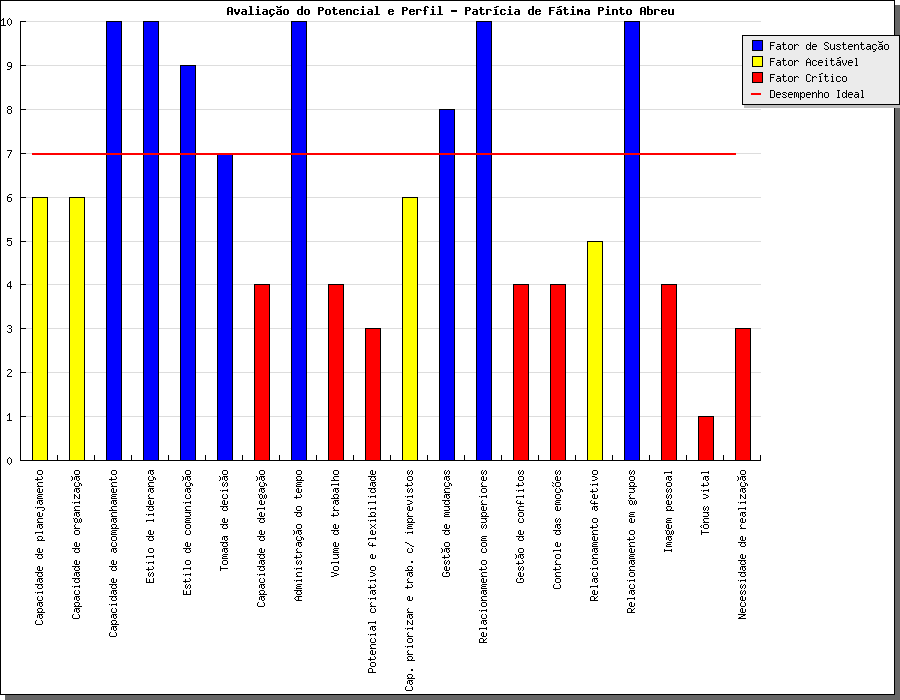 Avaliação do Potencial e Perfil - Patrícia de Fátima Pinto Abreu
Fator de Sustentação
Fator Aceitável
Fator Crítico
Desempenho Ideal
10
9
8
7
6
5
4
3
2
1
0
Capacidade de planejamento
Capacidade de organização
Capacidade de acompanhamento
Estilo de liderança
Estilo de comunicação
Tomada de decisão
Capacidade de delegação
Administração do tempo
Volume de trabalho
Potencial criativo e flexibilidade
Cap. priorizar e trab. c/ imprevistos
Gestão de mudanças
Relacionamento com superiores
Gestão de conflitos
Controle das emoções
Relacionamento afetivo
Relacionamento em grupos
Imagem pessoal
Tônus vital
Necessidade de realização